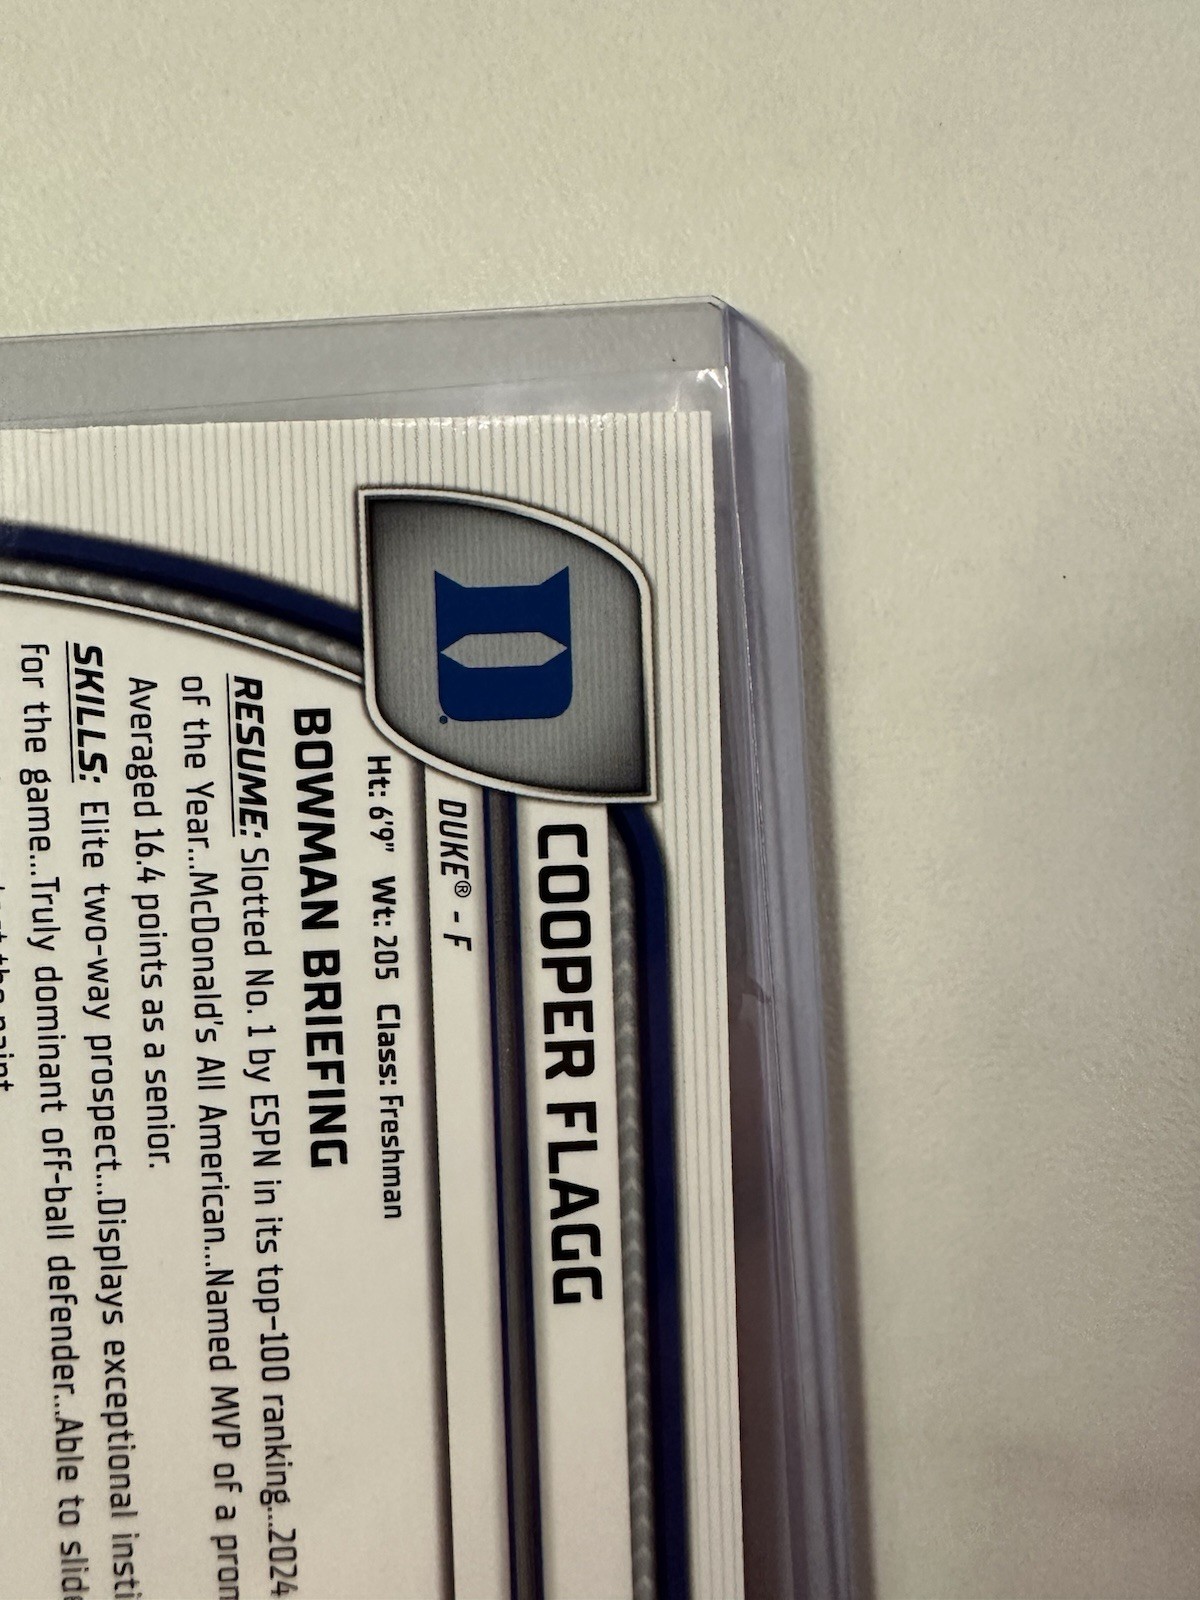 COOPER FLAGG
DUKE® - F
Ht: 6'9" Wt: 205 Class: Freshman
BOWMAN BRIEFING
RESUME: Slotted No. 1 by ESPN in its top-100 ranking...2024
of the Year...McDonald's All American...Named MVP of a
Averaged 16.4 points as a senior.
SKILLS: Elite two-way prospect...Displays exceptional
for the game...Truly dominant off-ball defender...Able to
the paint